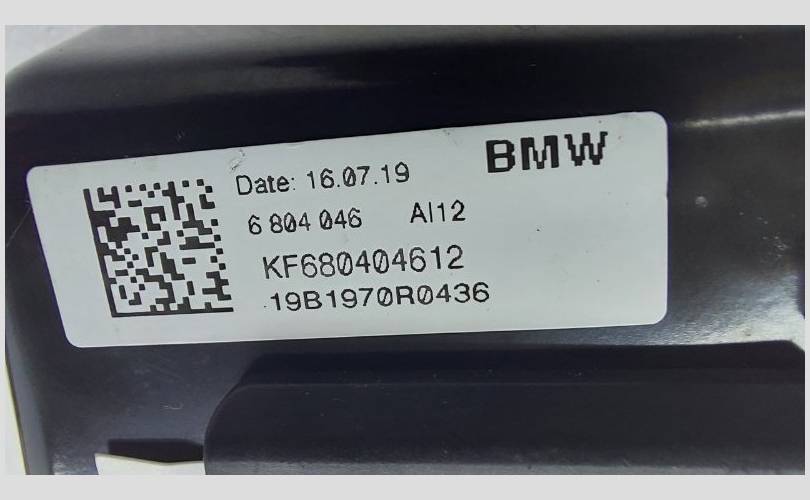 BMW
Date: 16.07.19
6 804 046 AI12
KF680404612
19B1970R0436